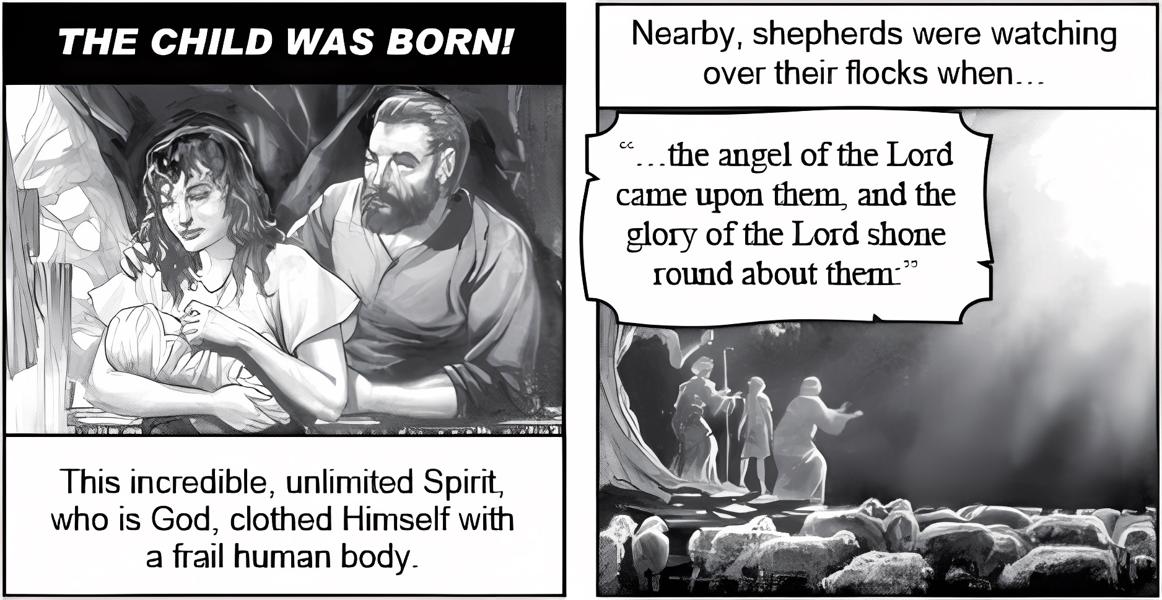 THE CHILD WAS BORN!
This incredible, unlimited Spirit,
who is God, clothed Himself with
a frail human body.
Nearby, shepherds were watching
over their flocks when...
“...the angel of the Lord
came upon them, and the
glory of the Lord shone
round about them:”